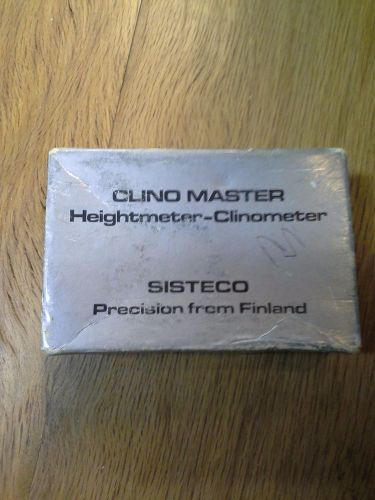 CLINO MASTER
Heightmeter-Clinometer
SISTECO
Precision from Finland